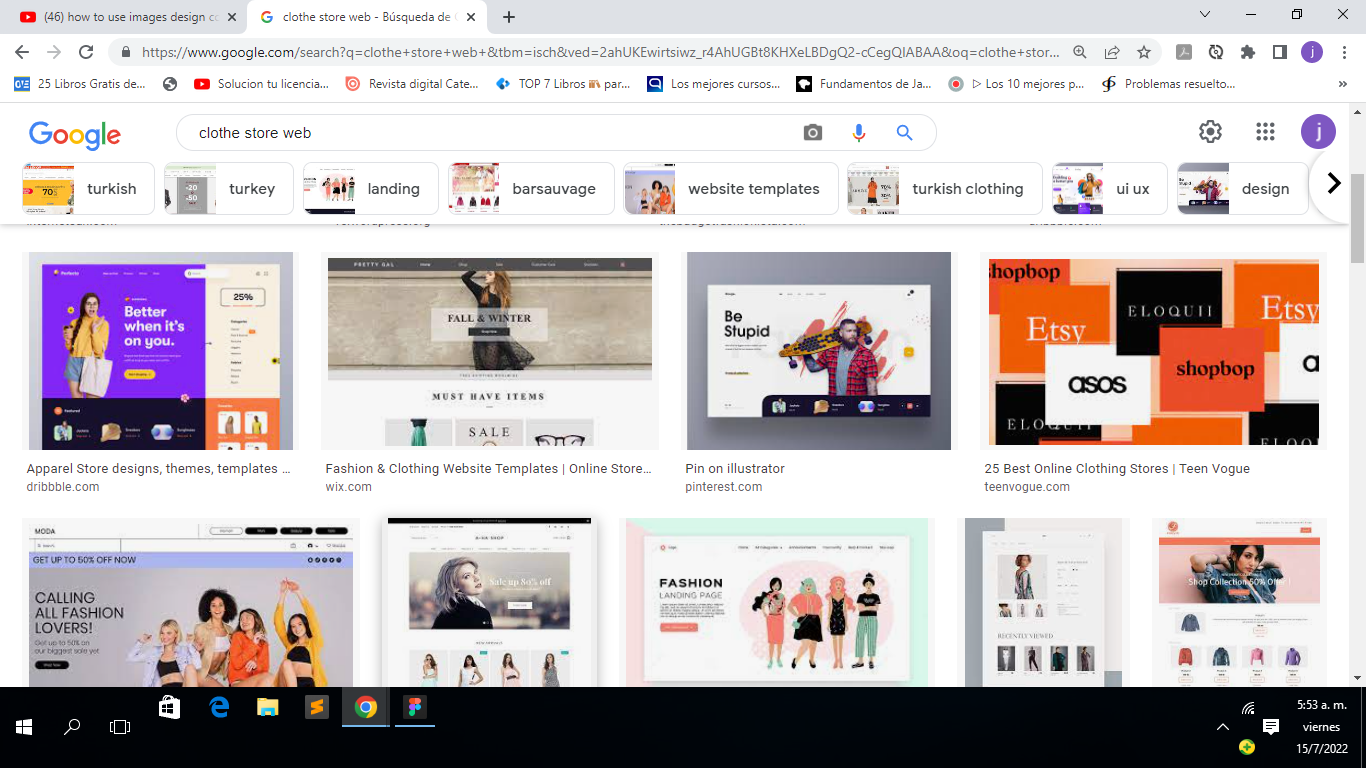 (46) how to use images design co
clothe store web - Búsqueda de G
https://www.google.com/search?q=clothe+store+web+&tbm=isch&ved=2ahUKEwirtsiwz_r4AhUGBt8KHXeLBDgQ2-cCegQIABAA&oq=clothe+stor...
j
25 Libros Gratis de...
Solucion tu licencia...
Revista digital Cate...
TOP 7 Libros par...
Los mejores cursos...
Fundamentos de Ja...
▷ Los 10 mejores p...
Problemas resuelto...
»
Google
clothe store web
j
turkish
turkey
landing
barsauvage
website templates
turkish clothing
ui ux
design
Better
when it's
on you.
25%
Featured
PRETTY GAL
FALL & WINTER
MUST HAVE ITEMS
SALE
Be
Stupid
shopbop
Etsy
ELOQUII
Etsy
asos
shopbop
Apparel Store designs, themes, templates ...
dribbble.com
Fashion & Clothing Website Templates | Online Store...
wix.com
Pin on illustrator
pinterest.com
25 Best Online Clothing Stores | Teen Vogue
teenvogue.com
MODA
GET UP TO 50% OFF NOW
CALLING
ALL FASHION
LOVERS!
Get up to 50% on
our biggest sale yet
Sale up 80% off
FASHION
LANDING PAGE
RECENTLY VIEWED
Shop Collection 50% Offer !
5:53 a. m.
viernes
15/7/2022